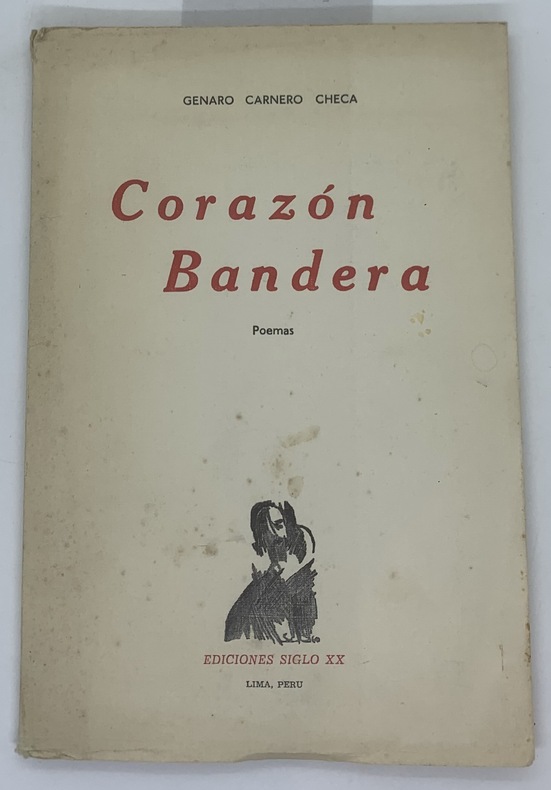 GENARO CARNERO CHECA
Corazón
Bandera
Poemas
EDICIONES SIGLO XX
LIMA, PERU